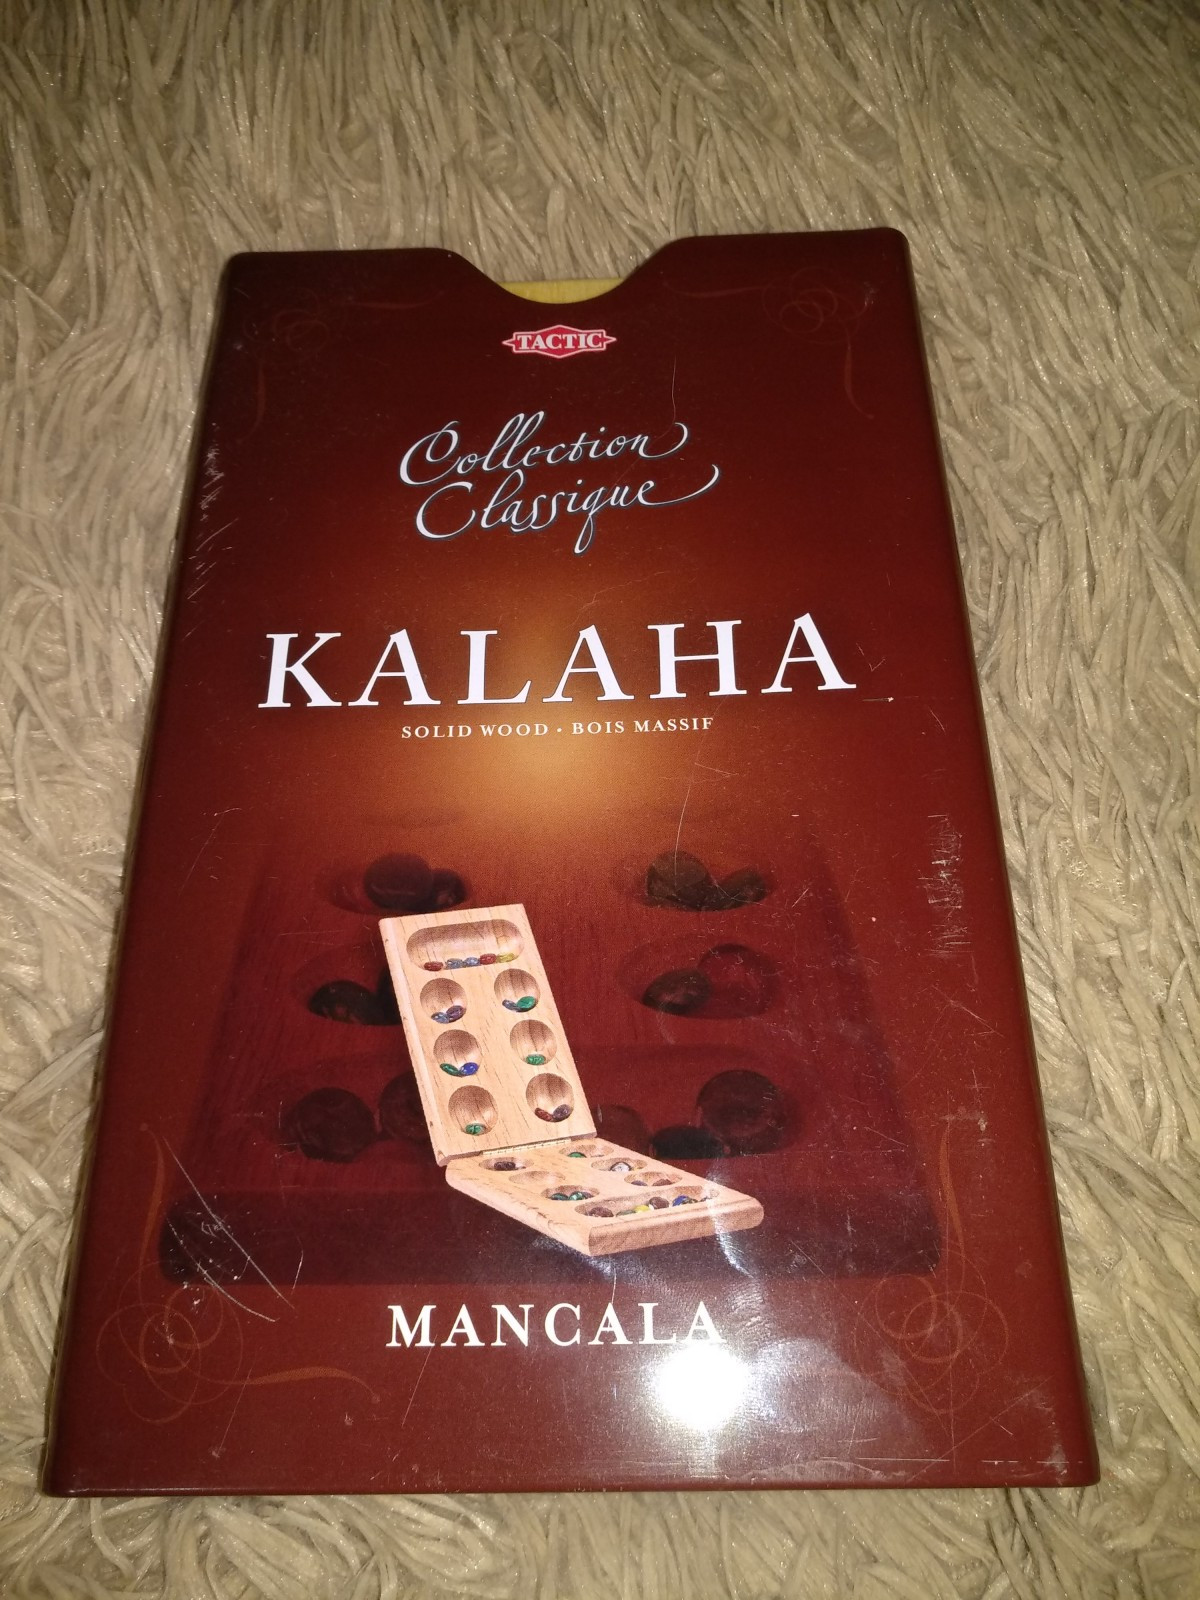 TACTIC
Collection
Classique
KALAHA
SOLID WOOD • BOIS MASSIF
MANCALA